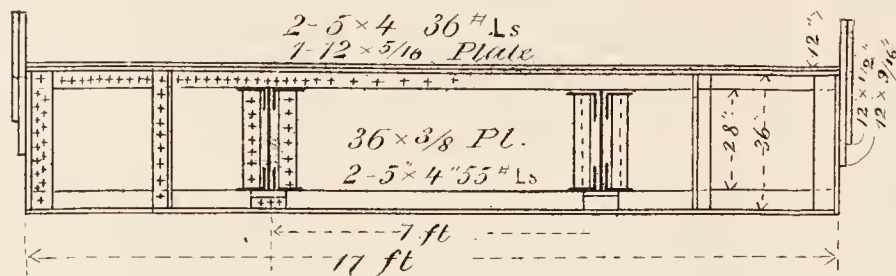 2-5×4 36# Ls
1-12 × 5/16 Plate
12"
12 × 1/2"
12 × 9/16"
36 × 3/8 Pl.
2-5"×4" 55# Ls
28"
36"
7 ft
17 ft